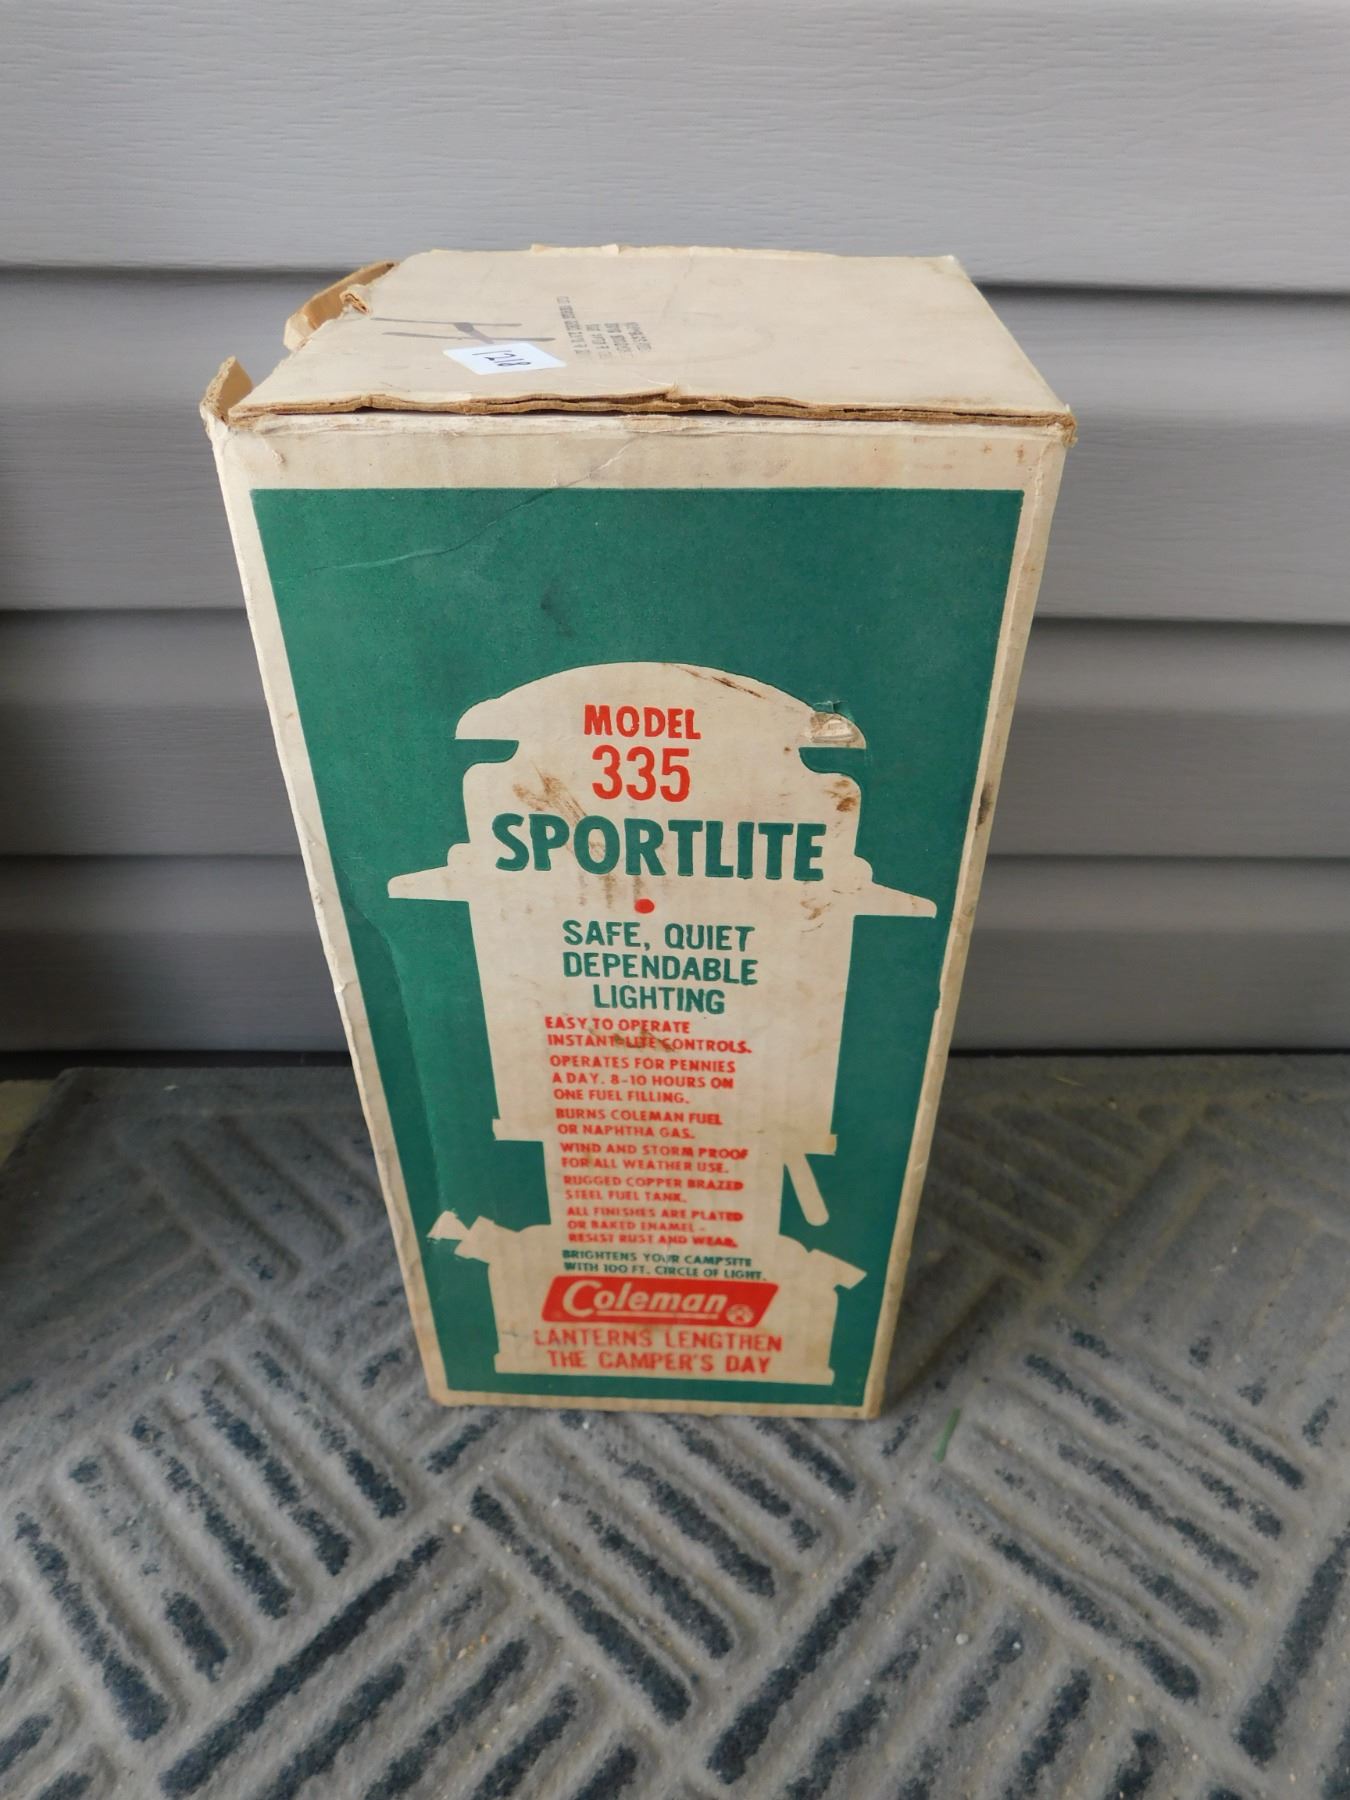 1218
MODEL
335
SPORTLITE
SAFE, QUIET
DEPENDABLE
LIGHTING
EASY TO OPERATE
INSTANT-LITE CONTROLS.
OPERATES FOR PENNIES
A DAY. 8-10 HOURS ON
ONE FUEL FILLING.
BURNS COLEMAN FUEL
OR NAPHTHA GAS.
WIND AND STORM PROOF
FOR ALL WEATHER USE.
RUGGED COPPER BRAZED
STEEL FUEL TANK.
ALL FINISHES ARE PLATED
OR BAKED ENAMEL -
RESIST RUST AND WEAR.
BRIGHTENS YOUR CAMPSITE
WITH 100 FT. CIRCLE OF LIGHT.
Coleman
LANTERNS LENGTHEN
THE CAMPER'S DAY